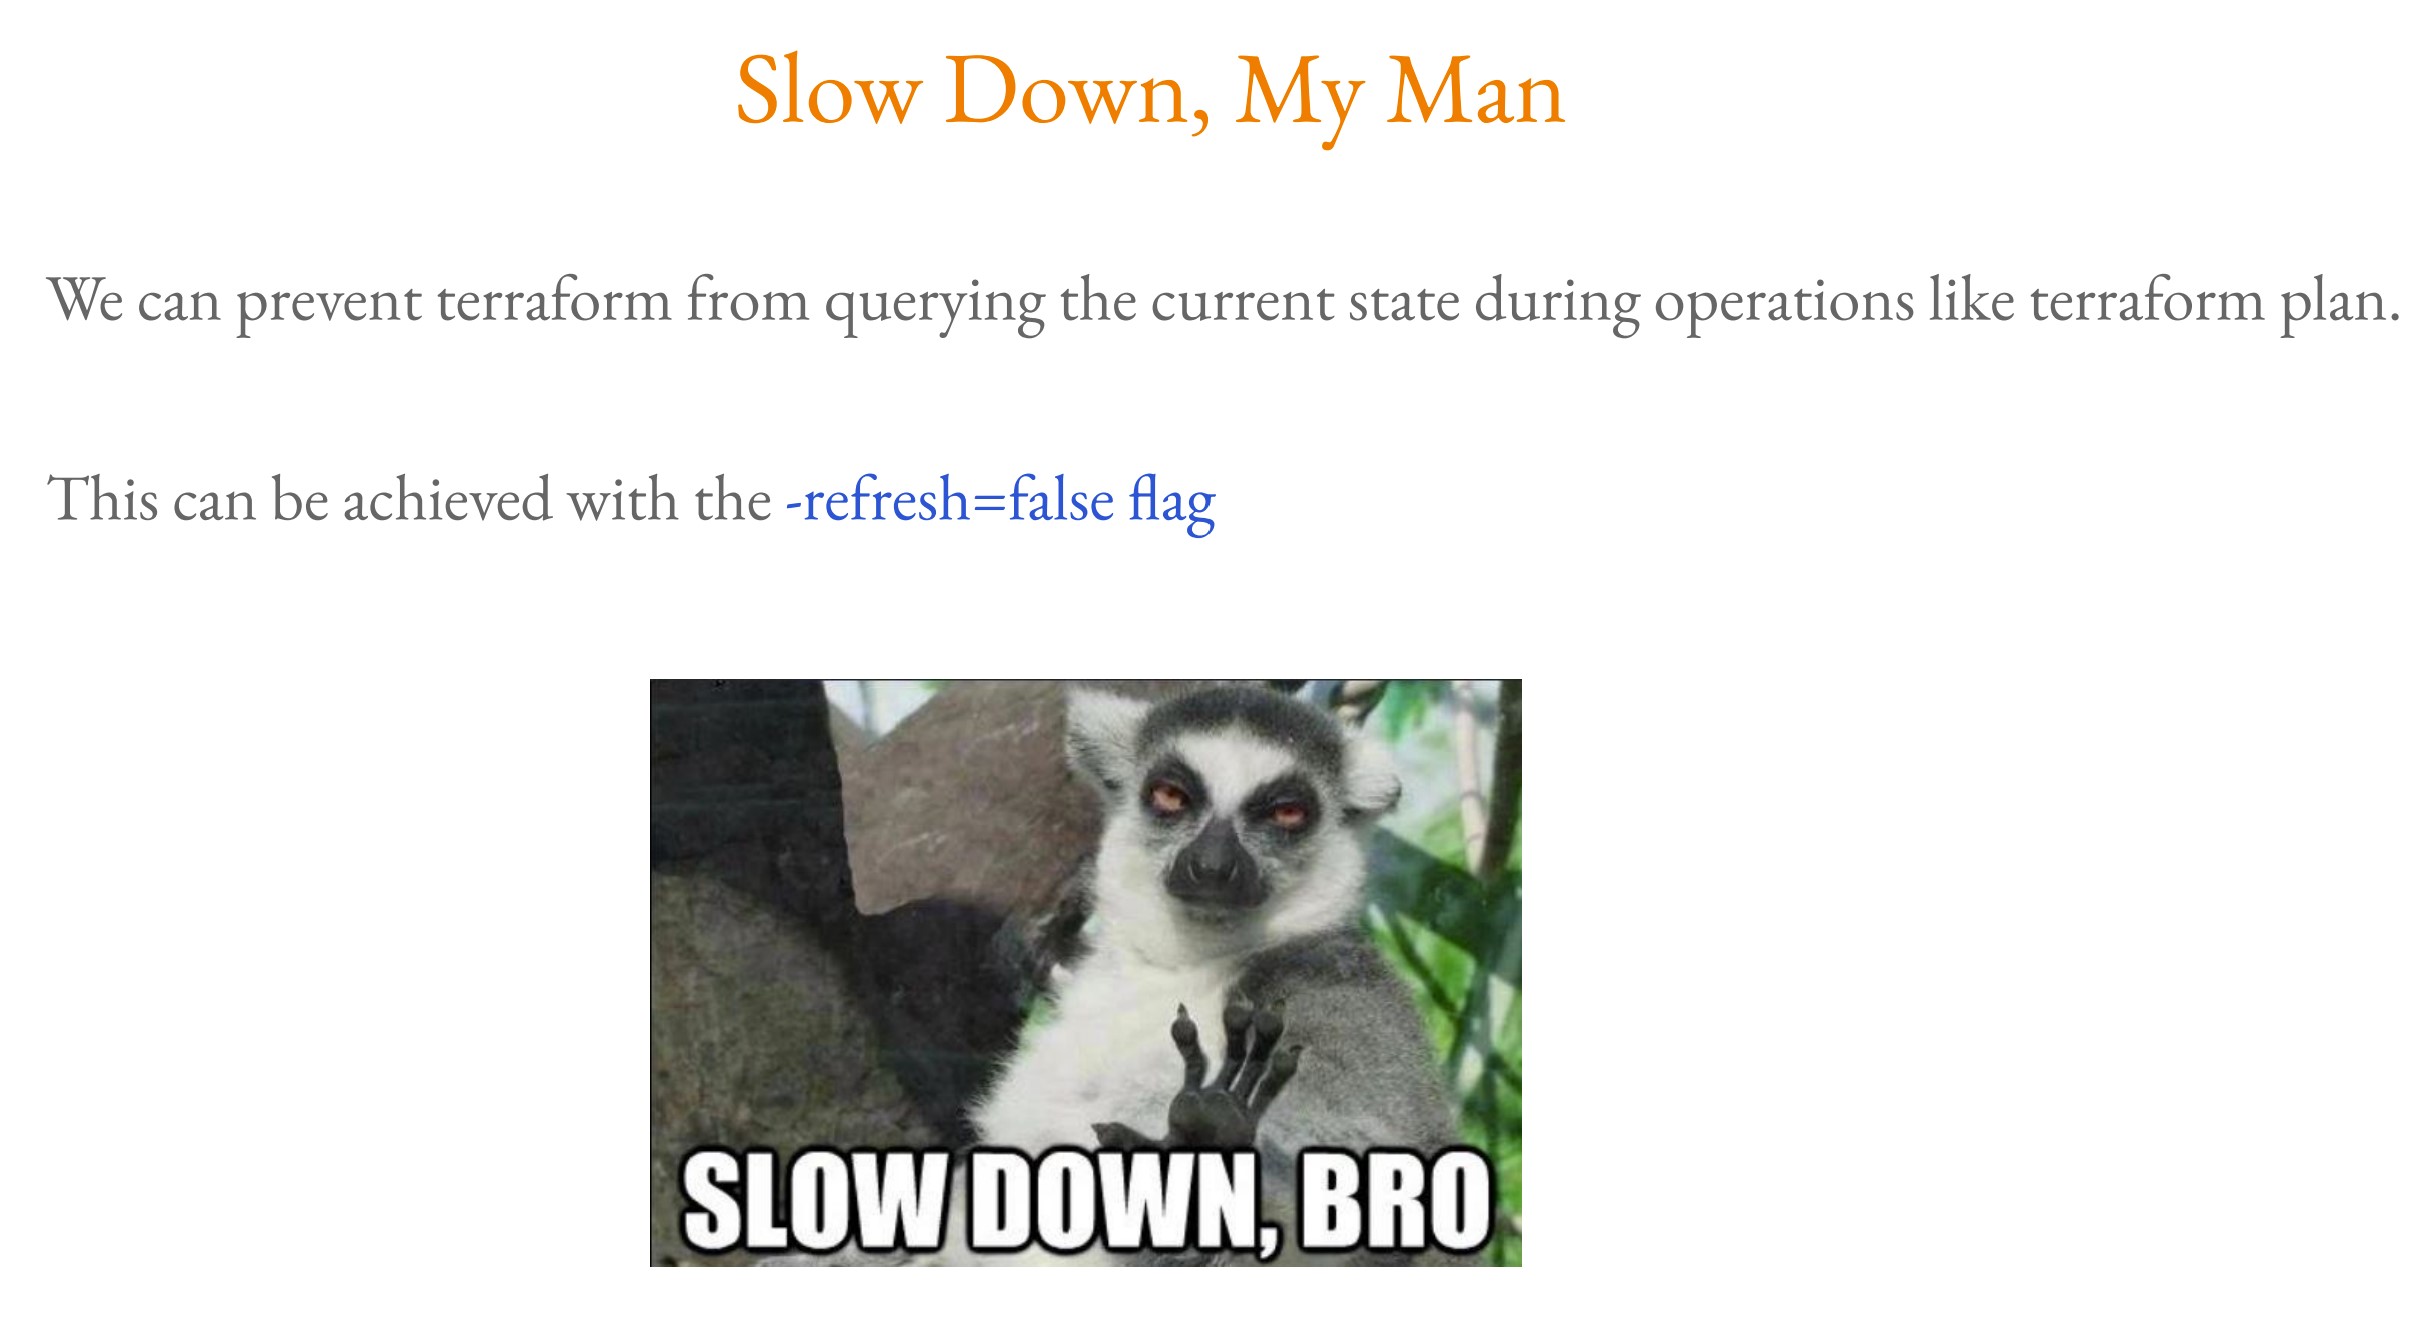 Slow Down, My Man
We can prevent terraform from querying the current state during operations like terraform plan.
This can be achieved with the -refresh=false flag
SLOW DOWN, BRO